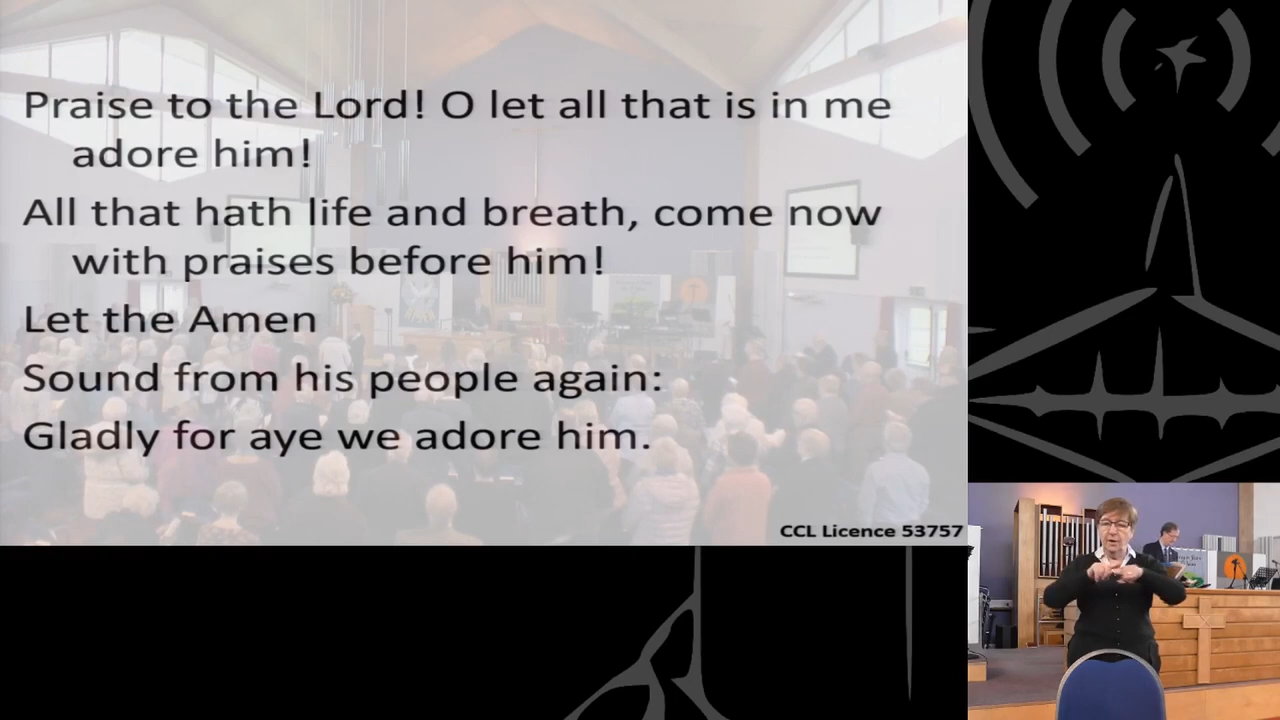 Praise to the Lord! O let all that is in me
adore him!
All that hath life and breath, come now
with praises before him!
Let the Amen
Sound from his people again:
Gladly for aye we adore him.
CCL Licence 53757